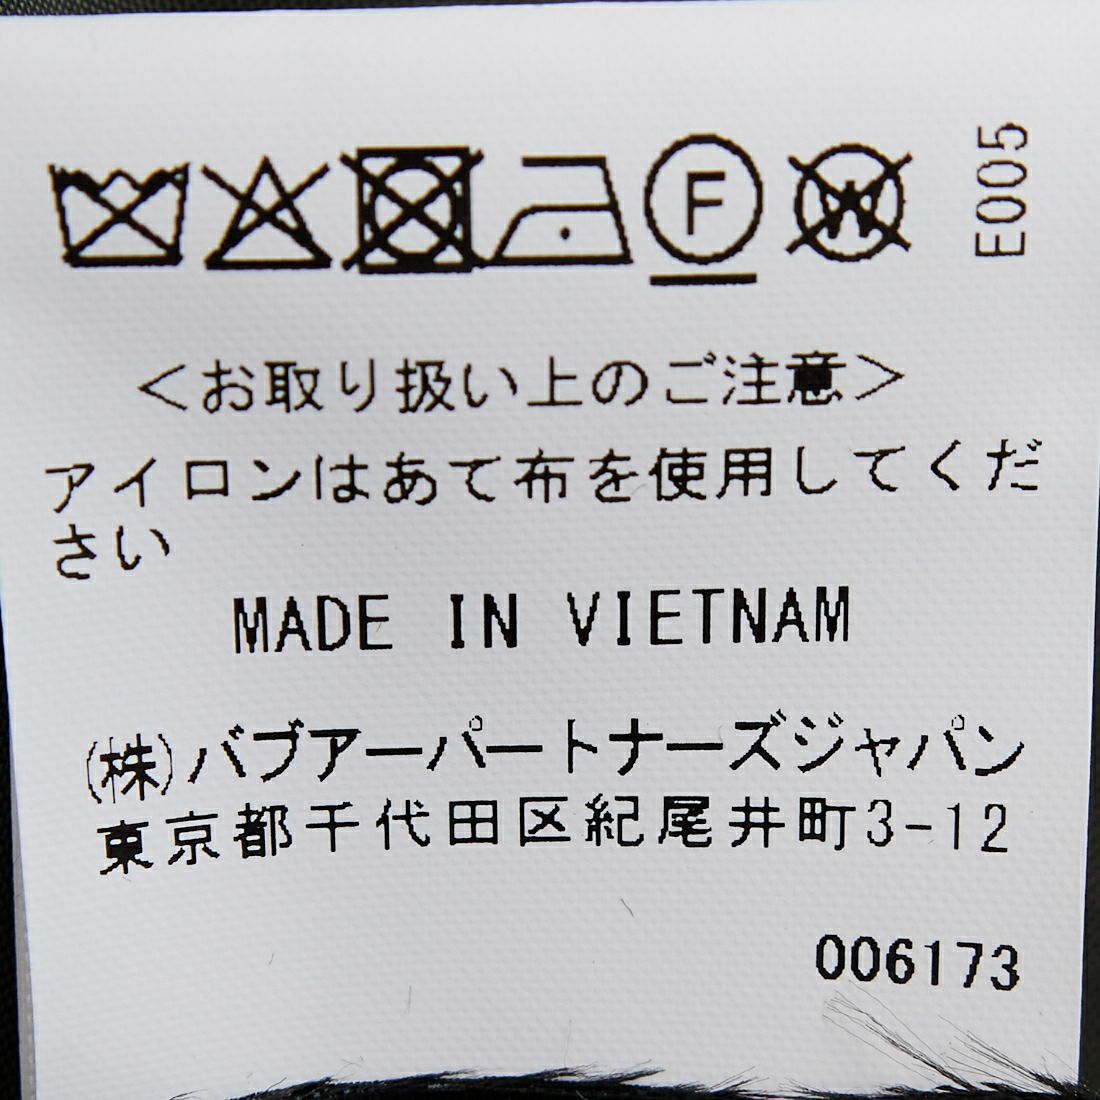 F
W
E005
<お取り扱い上のご注意>
アイロンはあて布を使用してくだ
さい
MADE IN VIETNAM
(株)バブアーパートナーズジャパン
東京都千代田区紀尾井町3-12
006173